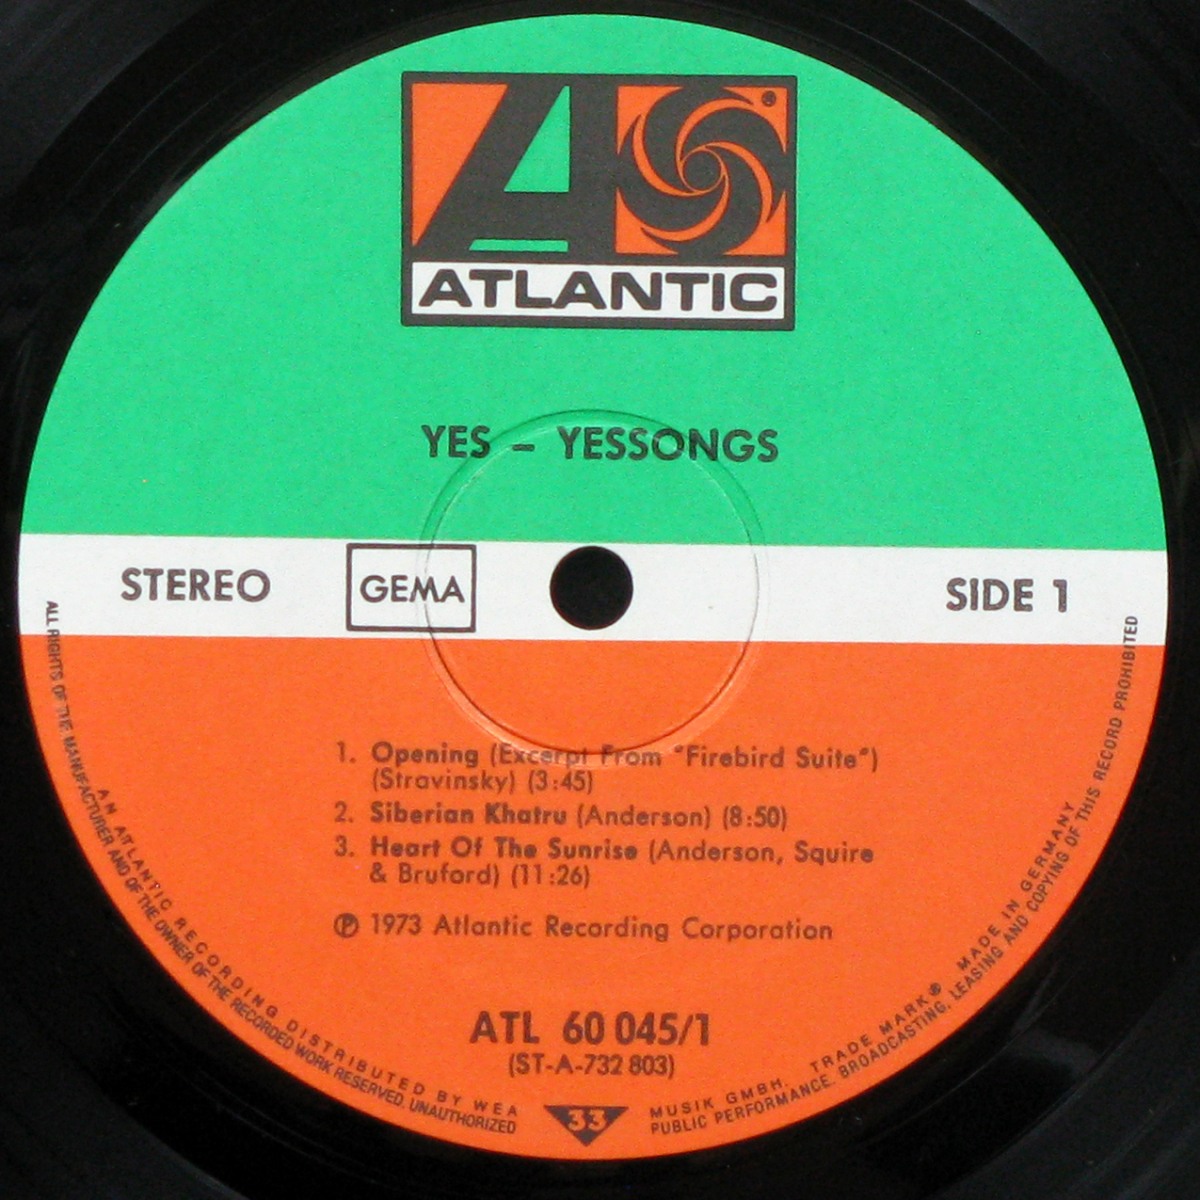 ATLANTIC
YES – YESSONGS
STEREO
GEMA
SIDE 1
1. Opening (Excerpt From "Firebird Suite")
(Stravinsky) (3:45)
2. Siberian Khatru (Anderson) (8:50)
3. Heart Of The Sunrise (Anderson, Squire
& Bruford) (11:26)
℗ 1973 Atlantic Recording Corporation
ATL 60 045/1
(ST-A-732 803)
33
AN ATLANTIC RECORDING DISTRIBUTED BY WEA MUSIK GMBH. TRADE MARK® MADE IN GERMANY
ALL RIGHTS OF THE MANUFACTURER AND OF THE OWNER OF THE RECORDED WORK RESERVED. UNAUTHORIZED PUBLIC PERFORMANCE. BROADCASTING. LEASING AND COPYING OF THIS RECORD PROHIBITED